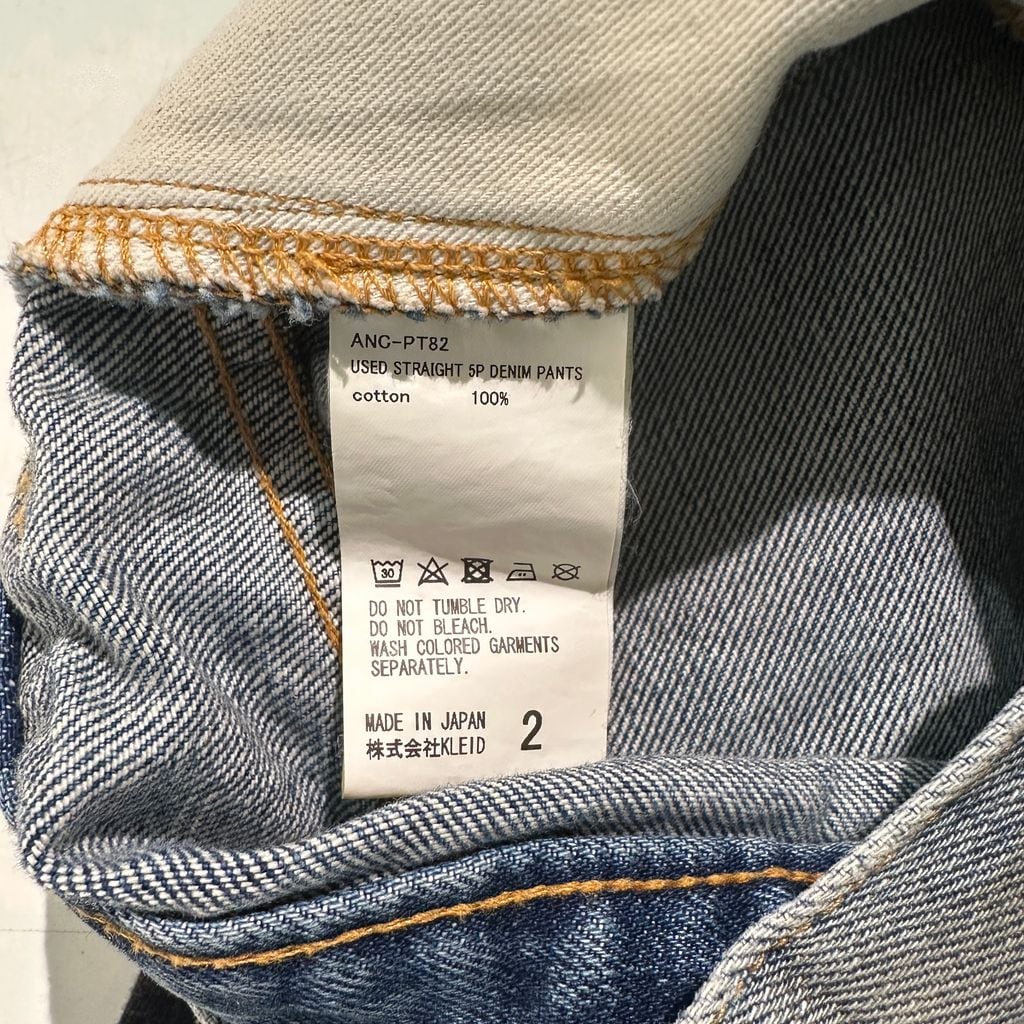 ANC-PT82
USED STRAIGHT 5P DENIM PANTS
cotton 100%
30
DO NOT TUMBLE DRY.
DO NOT BLEACH.
WASH COLORED GARMENTS
SEPARATELY.
MADE IN JAPAN 2
株式会社KLEID